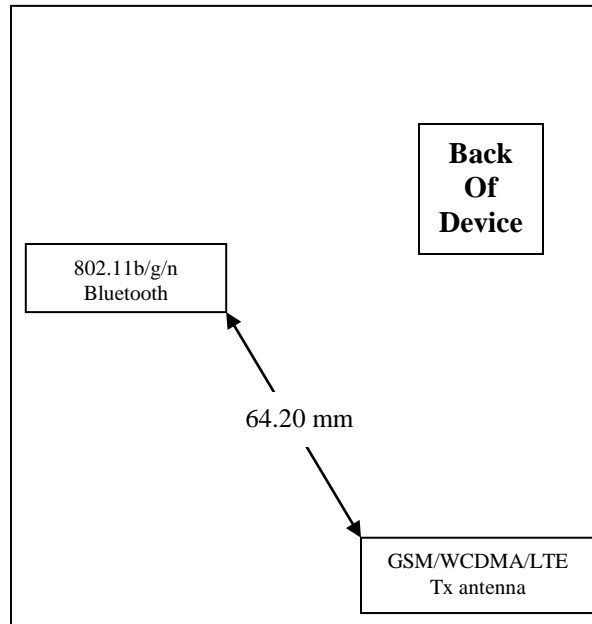 Back
Of
Device
802.11b/g/n
Bluetooth
64.20 mm
GSM/WCDMA/LTE
Tx antenna